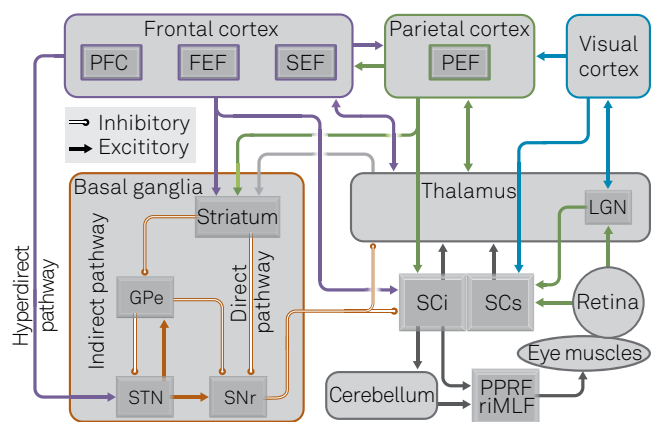 Frontal cortex
Parietal cortex
Visual
cortex
PFC
FEF
SEF
PEF
Inhibitory
Excititory
Basal ganglia
Thalamus
Striatum
LGN
Hyperdirect
pathway
Indirect pathway
Direct
pathway
GPe
SCi
SCs
Retina
Eye muscles
STN
SNr
Cerebellum
PPRF
riMLF